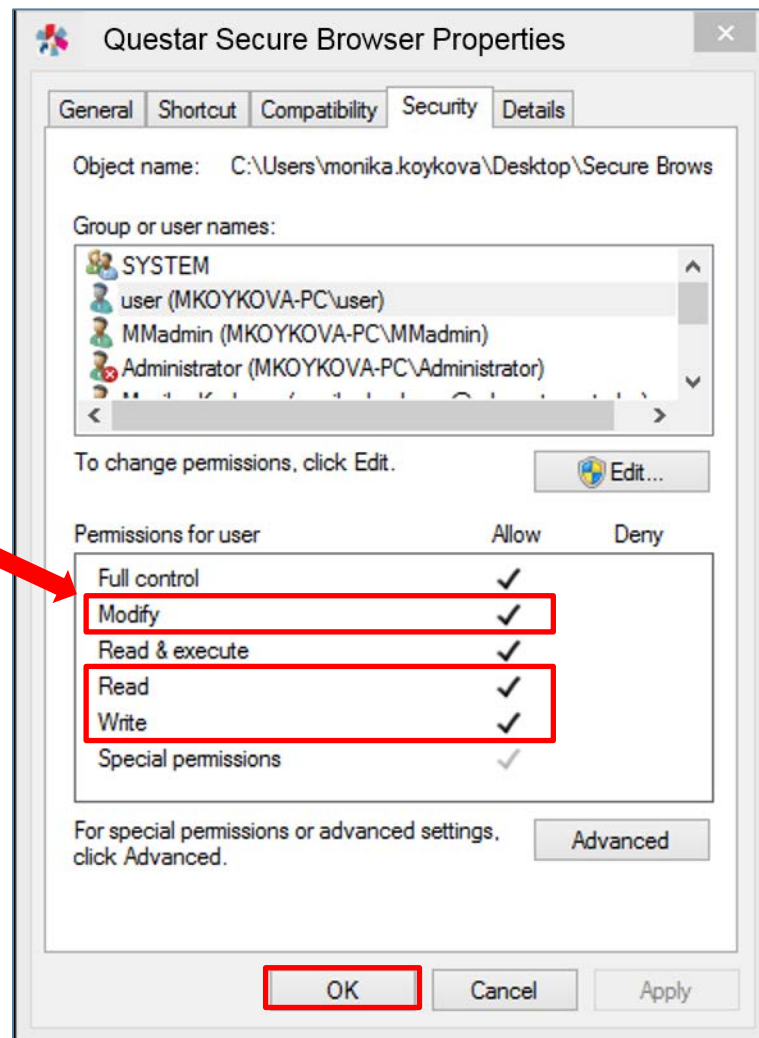 Questar Secure Browser Properties
General Shortcut Compatibility Security Details
Object name: C:\Users\monika.koykova\Desktop\Secure Brows
Group or user names:
SYSTEM
user (MKOYKOVA-PC\user)
MMadmin (MKOYKOVA-PC\MMadmin)
Administrator (MKOYKOVA-PC\Administrator)
To change permissions, click Edit.
Edit...
Permissions for user Allow Deny
Full control
Modify
Read & execute
Read
Write
Special permissions
For special permissions or advanced settings,
click Advanced.
Advanced
OK Cancel Apply